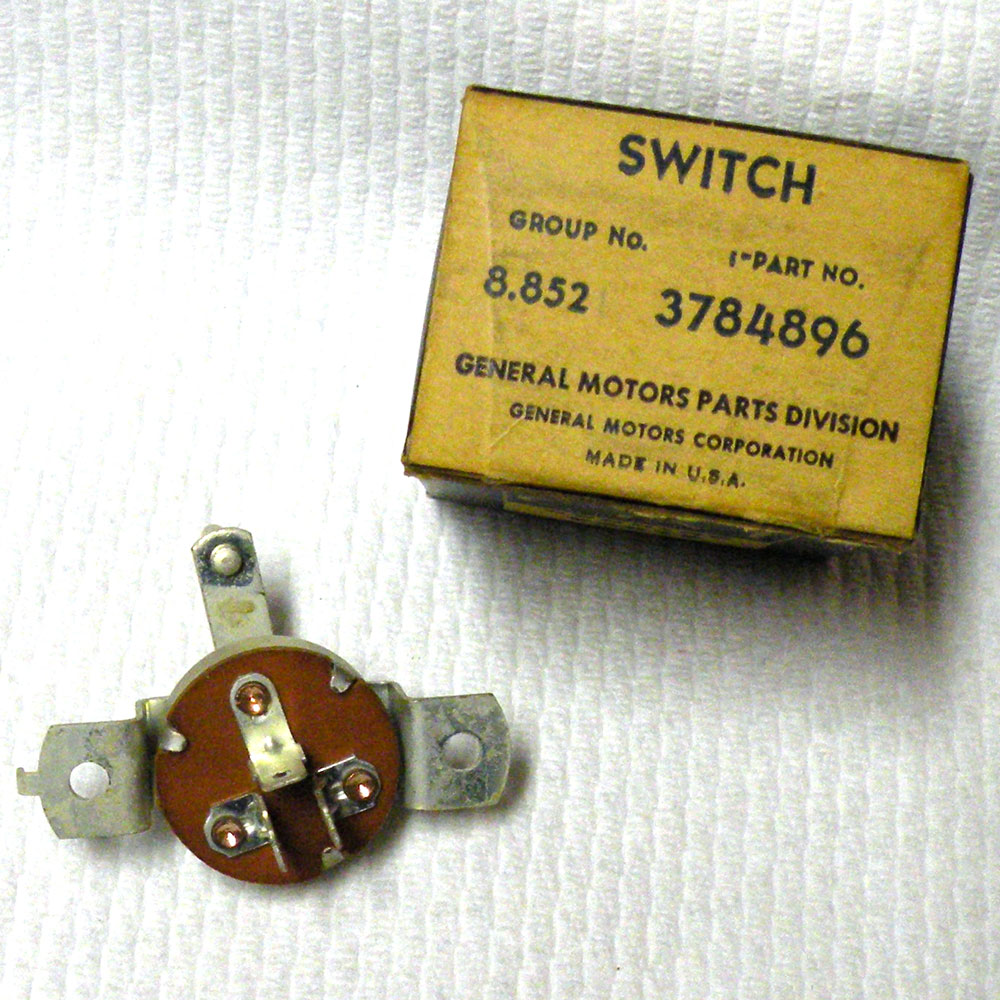 SWITCH
GROUP NO. 1-PART NO.
8.852 3784896
GENERAL MOTORS PARTS DIVISION
GENERAL MOTORS CORPORATION
MADE IN U.S.A.